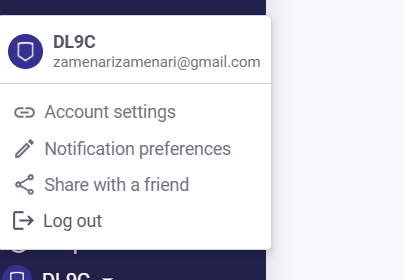 DL9C
zamenarizamenari@gmail.com
Account settings
Notification preferences
Share with a friend
Log out
DL9C